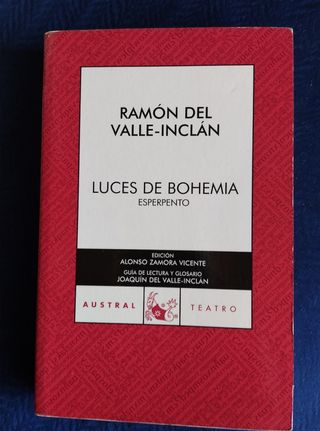 RAMÓN DEL
VALLE-INCLÁN
LUCES DE BOHEMIA
ESPERPENTO
EDICIÓN
ALONSO ZAMORA VICENTE
GUÍA DE LECTURA Y GLOSARIO
JOAQUÍN DEL VALLE-INCLÁN
AUSTRAL TEATRO